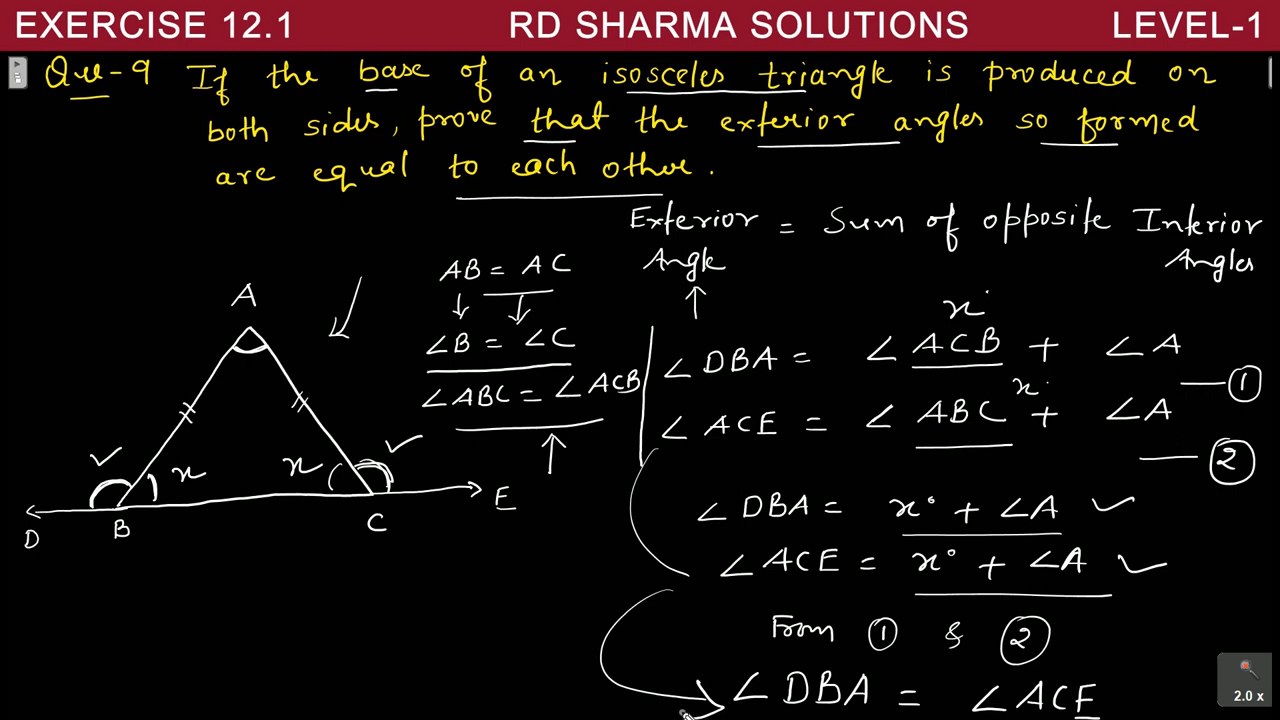 EXERCISE 12.1 RD SHARMA SOLUTIONS LEVEL-1
Que-9 If the base of an isosceles triangle is produced on
both sides, prove that the exterior angles so formed
are equal to each other.
Exterior Angle = Sum of opposite Interior Angles
AB = AC
∠B = ∠C
∠ABC = ∠ACB
A
x x
D B C E
x°
∠DBA = ∠ACB + ∠A —①
x°
∠ACE = ∠ABC + ∠A —②
∠DBA = x° + ∠A ✓
∠ACE = x° + ∠A ✓
From ① & ②
∠DBA = ∠ACE
2.0 x